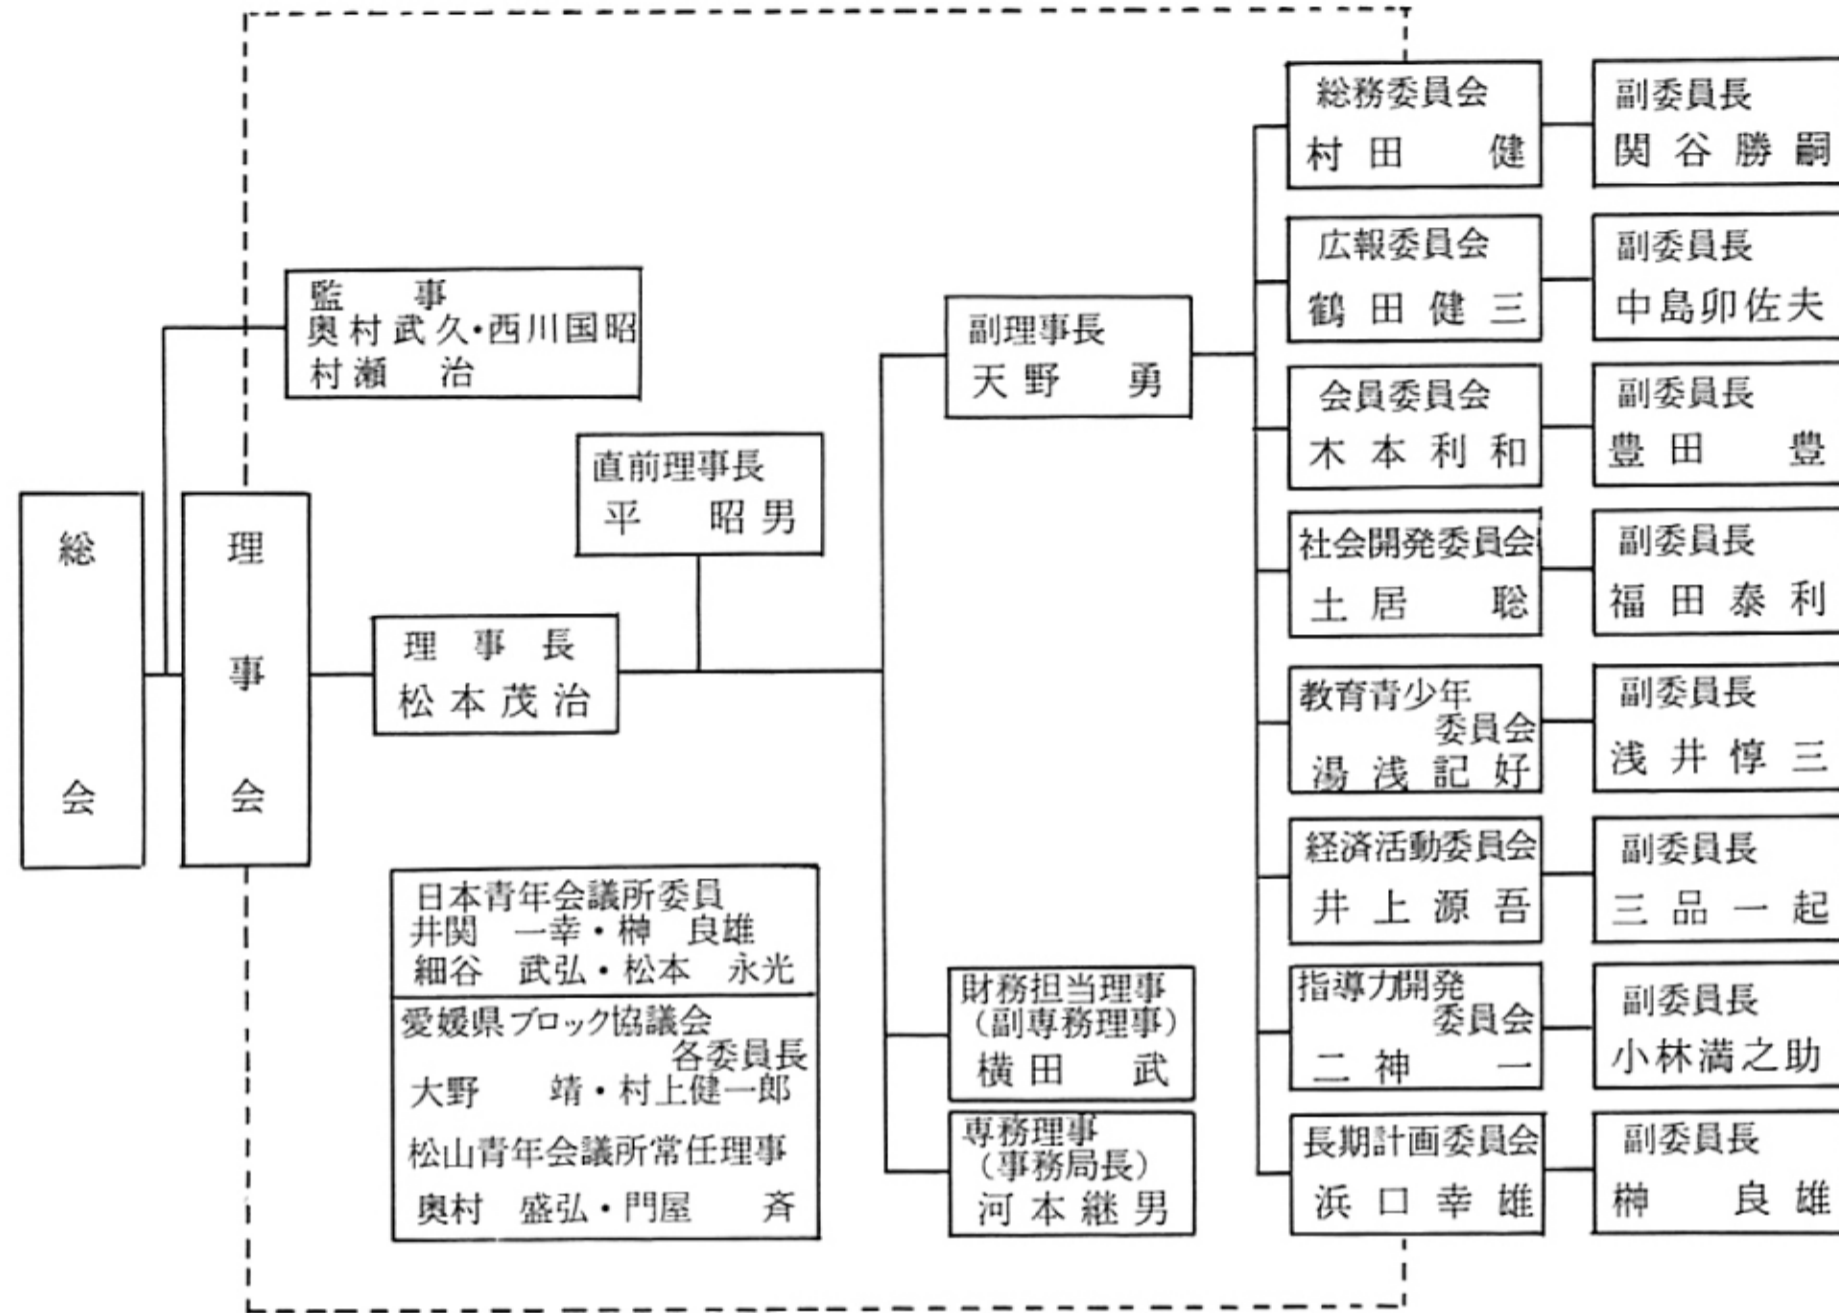 総会
理事会
監　　事
奥村武久・西川国昭
村瀬　治
直前理事長
平　昭男
理　事　長
松本茂治
日本青年会議所委員
井関　一幸・榊　良雄
細谷　武弘・松本　永光
愛媛県ブロック協議会
各委員長
大野　　靖・村上健一郎
松山青年会議所常任理事
奥村　盛弘・門屋　　斉
副理事長
天野　勇
財務担当理事
（副専務理事）
横田　武
専務理事
（事務局長）
河本継男
総務委員会
村田　健
副委員長
関谷勝嗣
広報委員会
鶴田健三
副委員長
中島卯佐夫
会員委員会
木本利和
副委員長
豊田　豊
社会開発委員会
土居　聡
副委員長
福田泰利
教育青少年
委員会
湯浅記好
副委員長
浅井惇三
経済活動委員会
井上源吾
副委員長
三品一起
指導力開発
委員会
二神　一
副委員長
小林満之助
長期計画委員会
浜口幸雄
副委員長
榊　良雄